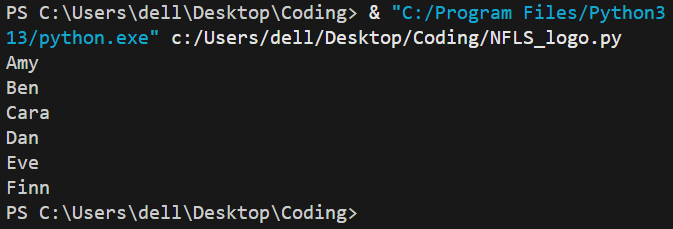 PS C:\Users\dell\Desktop\Coding> & "C:/Program Files/Python3
13/python.exe" c:/Users/dell/Desktop/Coding/NFLS_logo.py
Amy
Ben
Cara
Dan
Eve
Finn
PS C:\Users\dell\Desktop\Coding>